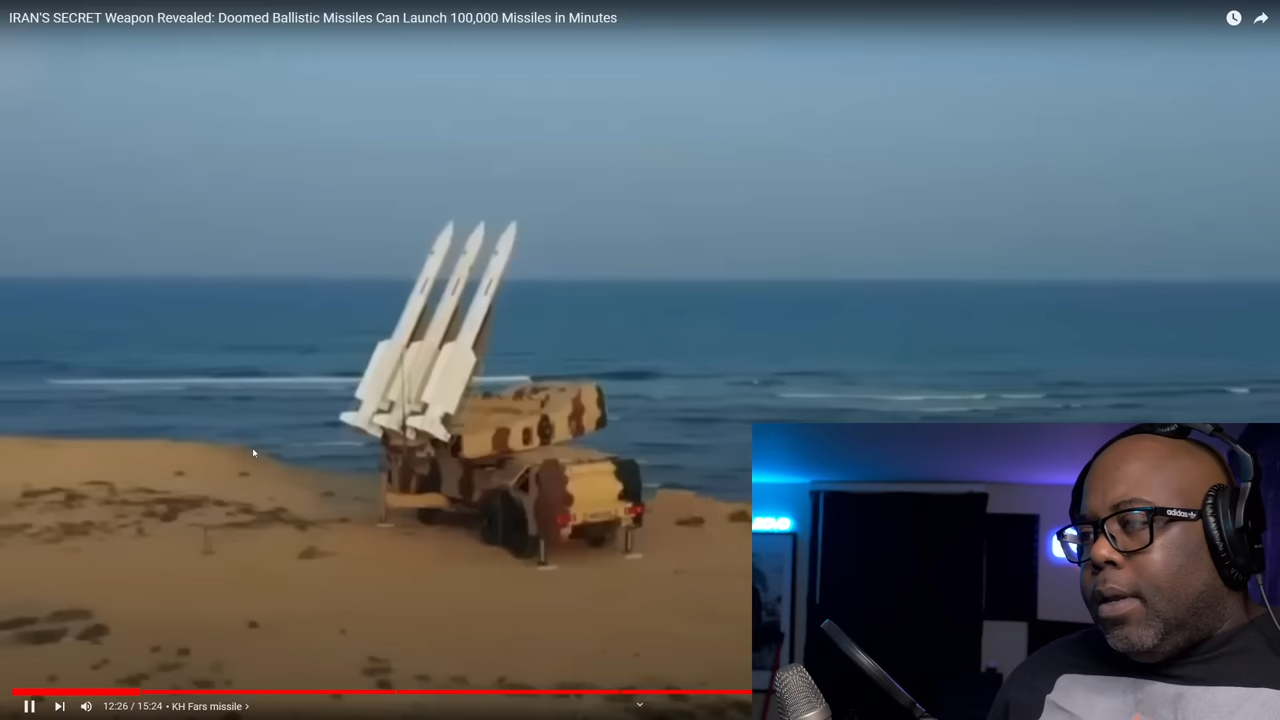 IRAN'S SECRET Weapon Revealed: Doomed Ballistic Missiles Can Launch 100,000 Missiles in Minutes
adidas
12:26 / 15:24 • KH Fars missile ›